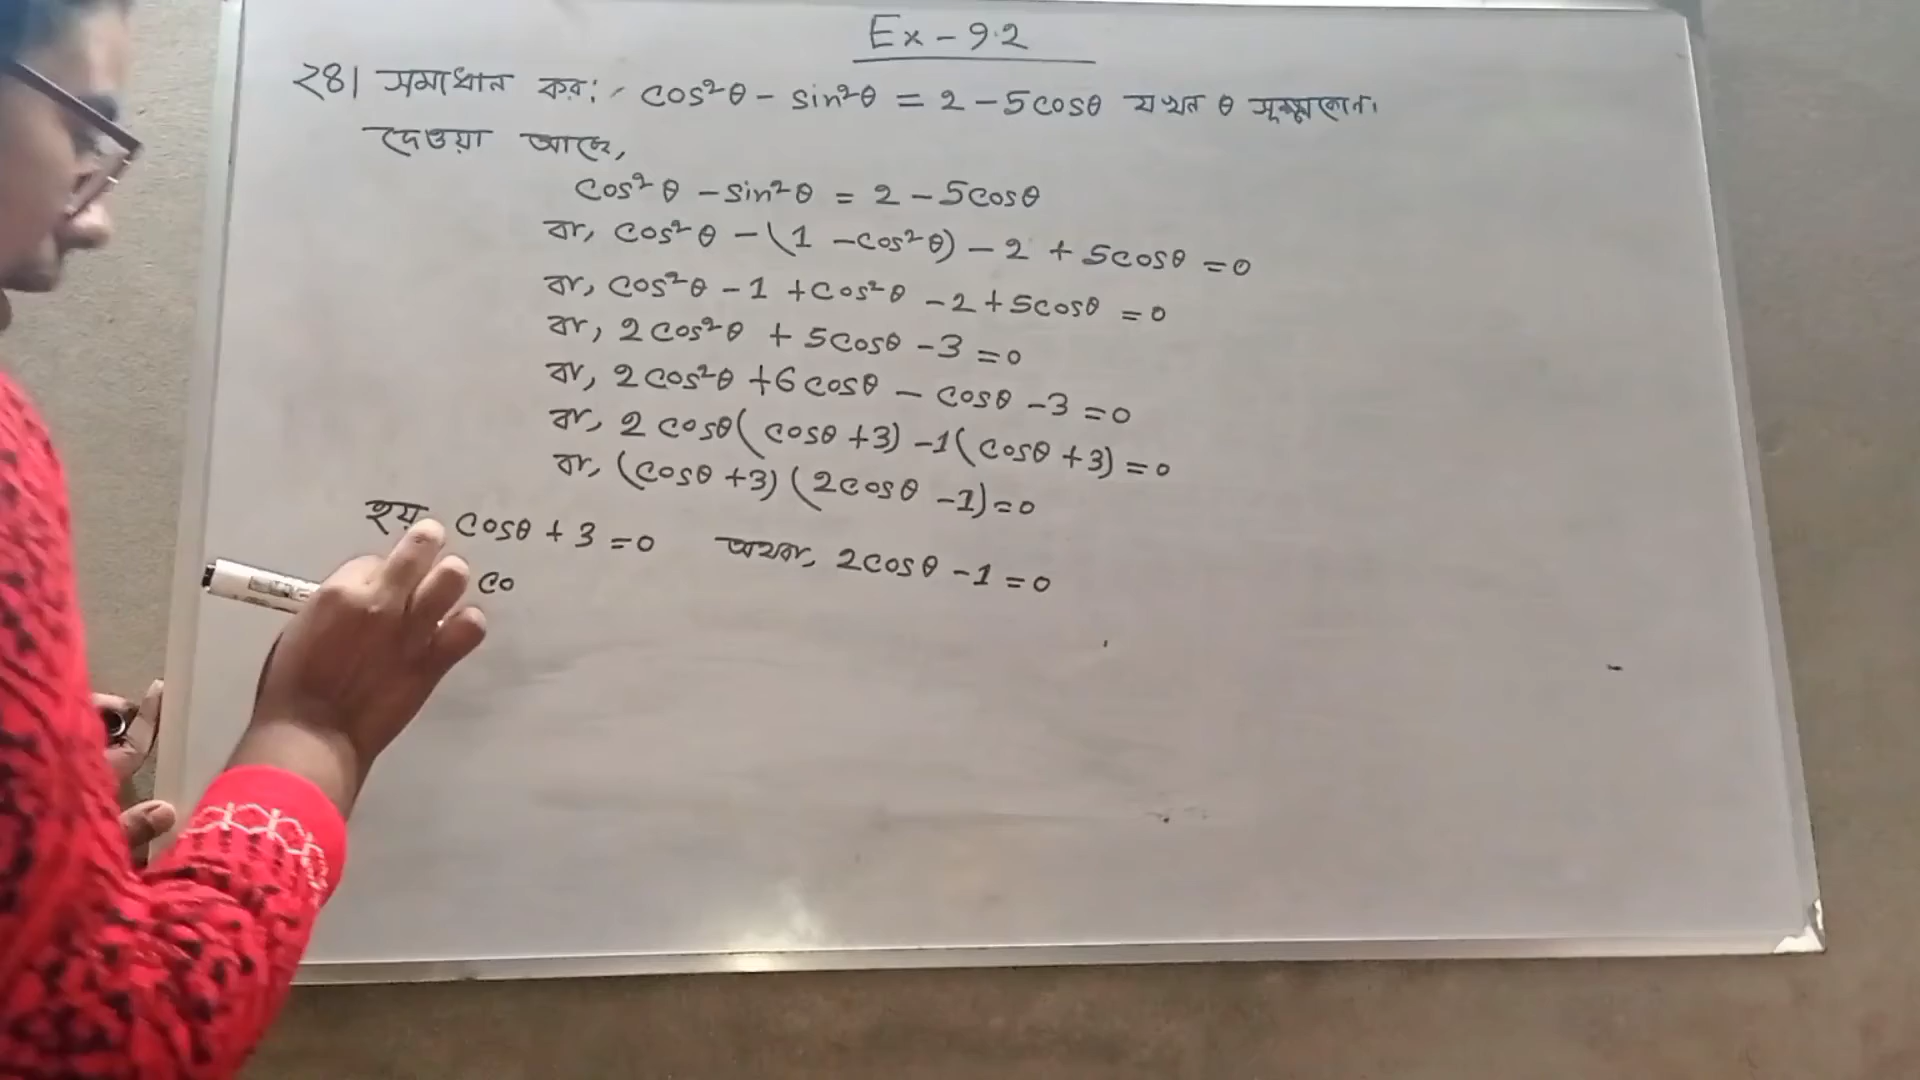 Ex - 9.2
২৪। সমাধান কর:- cos²θ - sin²θ = 2 - 5cosθ যখন θ সূক্ষ্মকোন।
দেওয়া আছে,
cos²θ - sin²θ = 2 - 5cosθ
বা, cos²θ - (1 - cos²θ) - 2 + 5cosθ = 0
বা, cos²θ - 1 + cos²θ - 2 + 5cosθ = 0
বা, 2cos²θ + 5cosθ - 3 = 0
বা, 2cos²θ + 6cosθ - cosθ - 3 = 0
বা, 2cosθ(cosθ + 3) - 1(cosθ + 3) = 0
বা, (cosθ + 3)(2cosθ - 1) = 0
হয়, cosθ + 3 = 0 অথবা, 2cosθ - 1 = 0
co